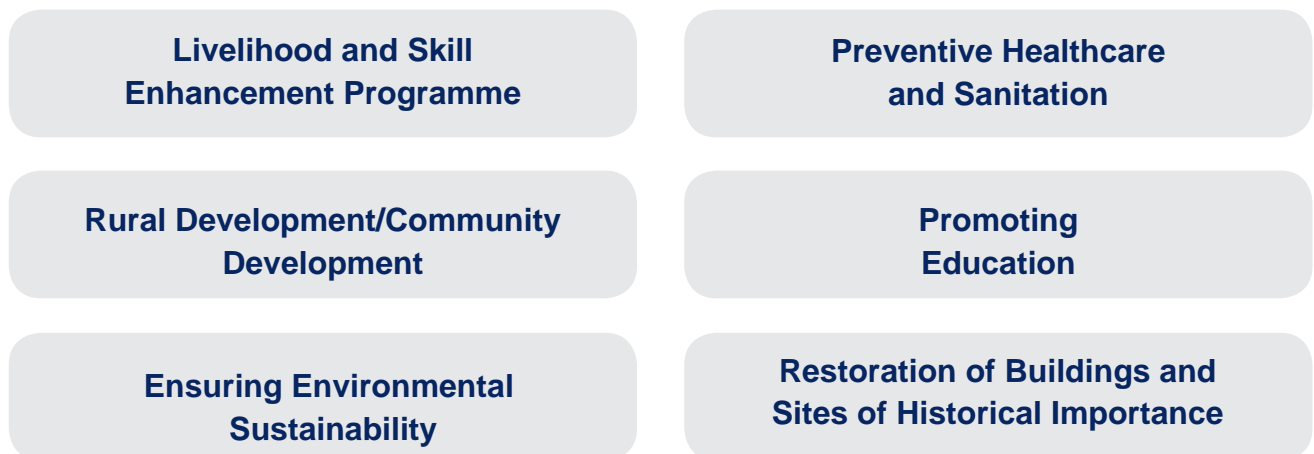 Livelihood and Skill
Enhancement Programme
Preventive Healthcare
and Sanitation
Rural Development/Community
Development
Promoting
Education
Ensuring Environmental
Sustainability
Restoration of Buildings and
Sites of Historical Importance